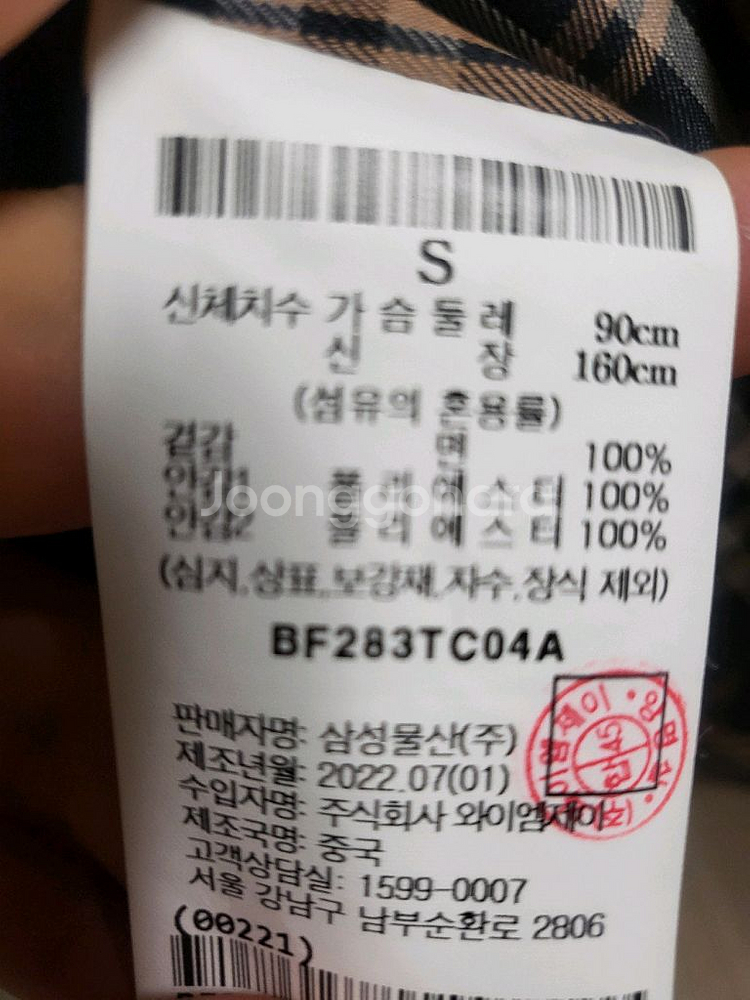 S
신체치수 가 슴 둘 레 90cm
신 장 160cm
(섬유의 혼용률)
겉감 면 100%
안감1 폴 리 에 스 터 100%
안감2 폴 리 에 스 터 100%
Joonggonara
(심지,상표,보강재,자수,장식 제외)
BF283TC04A
판매자명: 삼성물산(주)
제조년월: 2022.07(01)
수입자명: 주식회사 와이엠제이
제조국명: 중국
고객상담실: 1599-0007
서울 강남구 남부순환로 2806
(00221)